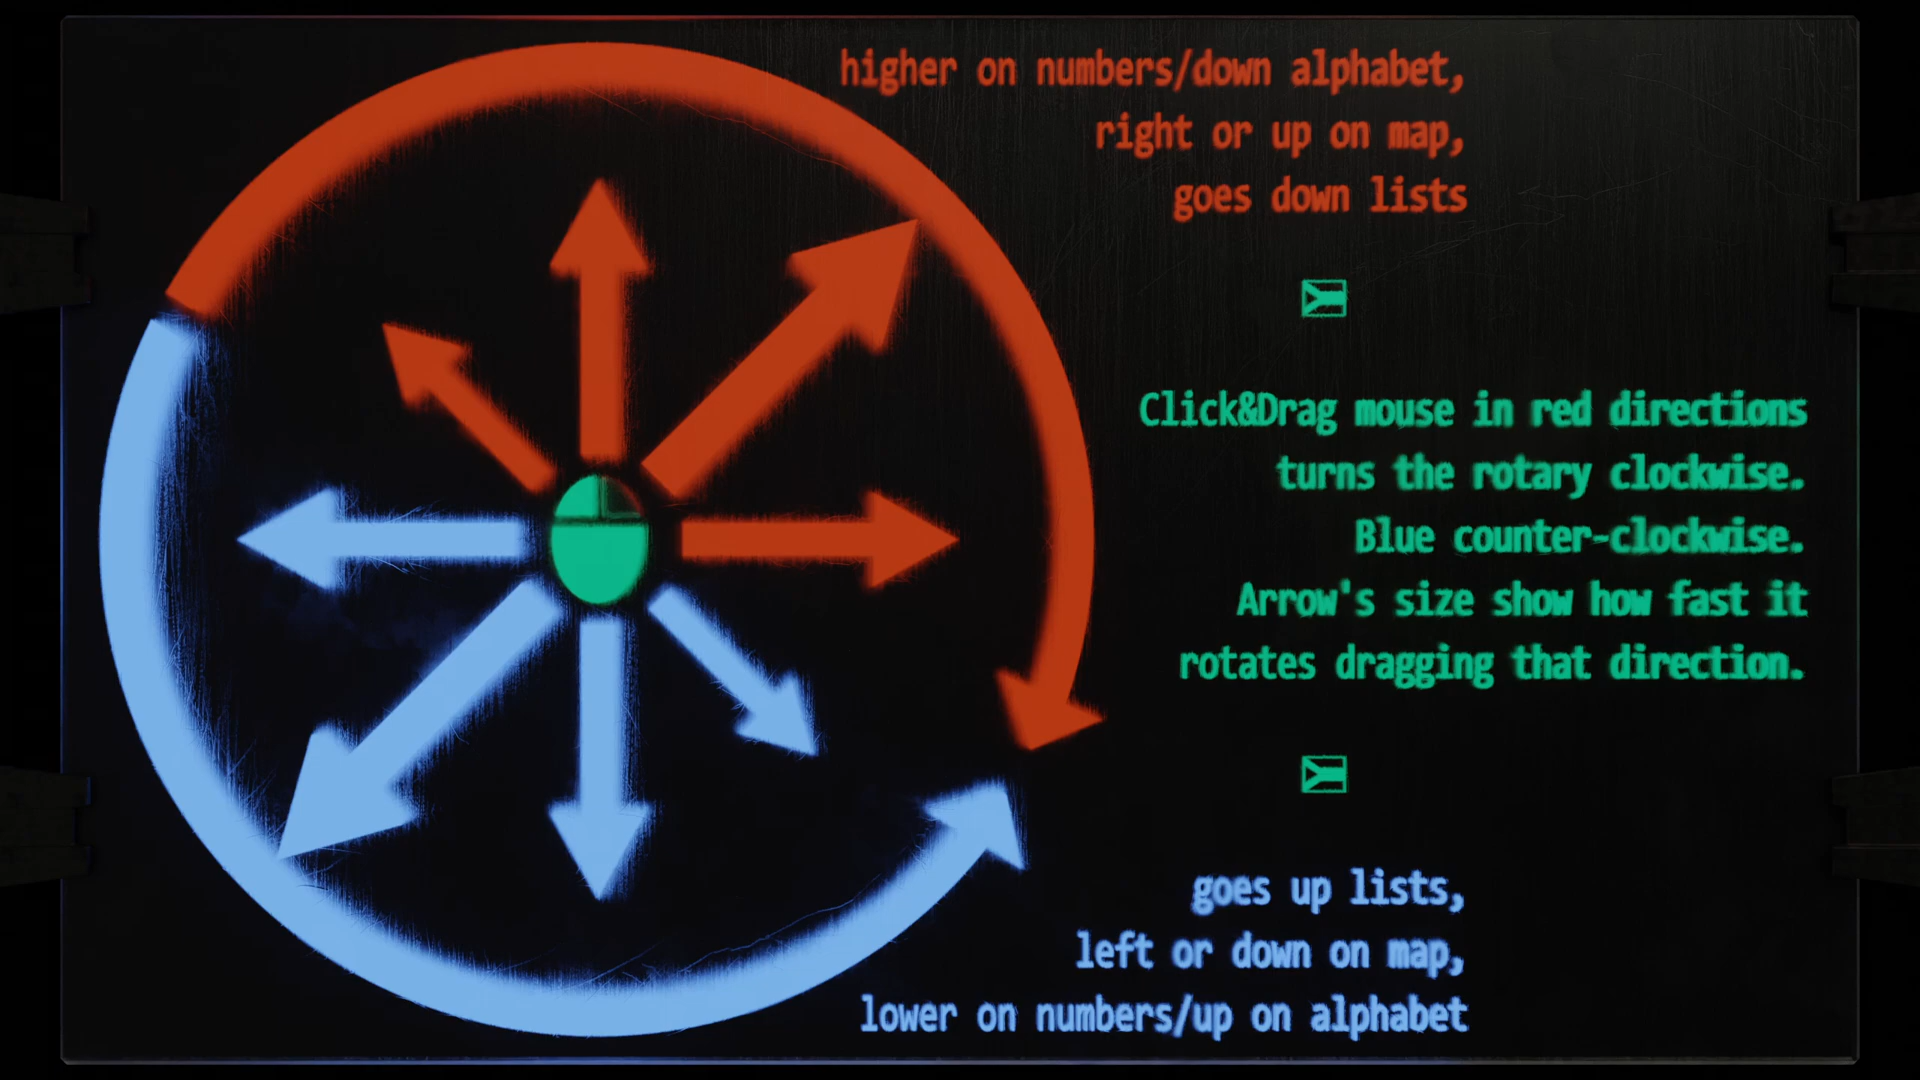 higher on numbers/down alphabet,
right or up on map,
goes down lists
Click&Drag mouse in red directions
turns the rotary clockwise.
Blue counter-clockwise.
Arrow's size show how fast it
rotates dragging that direction.
goes up lists,
left or down on map,
lower on numbers/up on alphabet